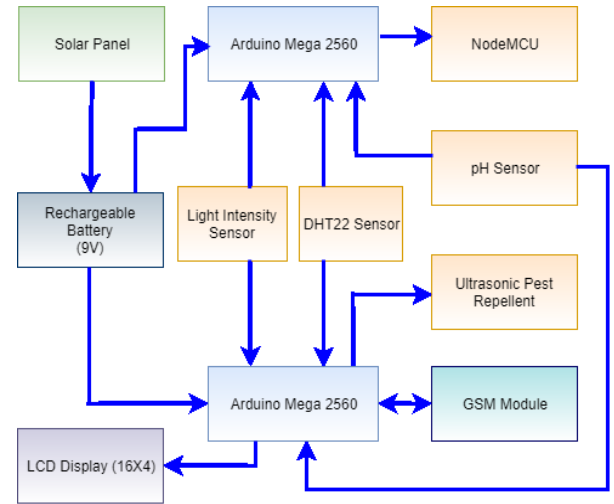 Solar Panel
Arduino Mega 2560
NodeMCU
pH Sensor
Rechargeable
Battery
(9V)
Light Intensity
Sensor
DHT22 Sensor
Ultrasonic Pest
Repellent
Arduino Mega 2560
GSM Module
LCD Display (16X4)